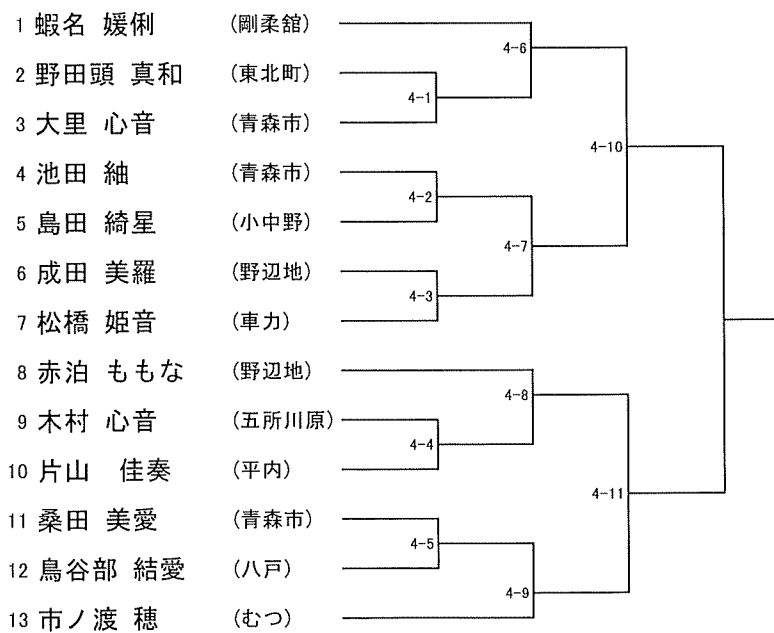 1 蝦名 媛俐 (剛柔舘)
4-6
2 野田頭 真和 (東北町)
4-1
3 大里 心音 (青森市)
4-10
4 池田 紬 (青森市)
4-2
5 島田 綺星 (小中野)
4-7
6 成田 美羅 (野辺地)
4-3
7 松橋 姫音 (車力)
8 赤泊 ももな (野辺地)
4-8
9 木村 心音 (五所川原)
4-4
10 片山 佳奏 (平内)
4-11
11 桑田 美愛 (青森市)
4-5
12 鳥谷部 結愛 (八戸)
4-9
13 市ノ渡 穂 (むつ)